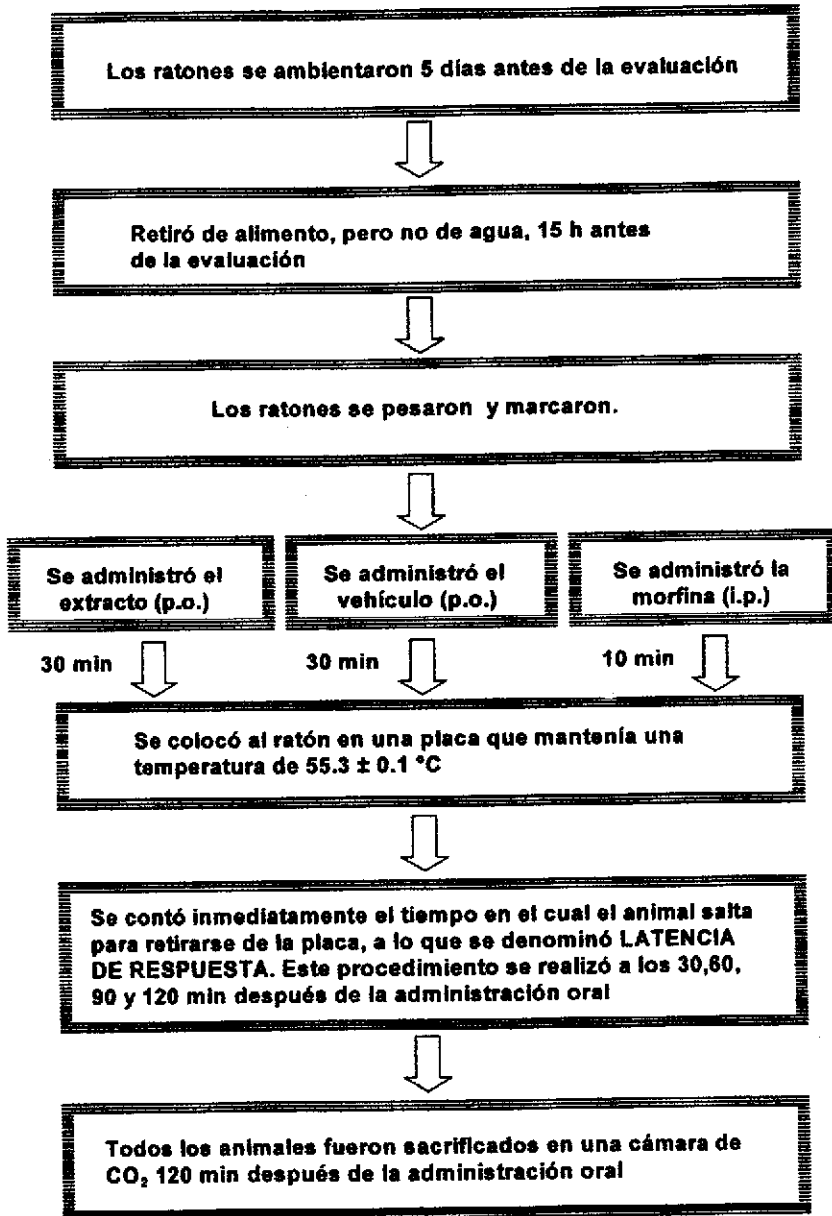 Los ratones se ambientaron 5 días antes de la evaluación
Retiró de alimento, pero no de agua, 15 h antes
de la evaluación
Los ratones se pesaron y marcaron.
Se administró el
extracto (p.o.)
Se administró el
vehículo (p.o.)
Se administró la
morfina (i.p.)
30 min
30 min
10 min
Se colocó al ratón en una placa que mantenía una
temperatura de 55.3 ± 0.1 °C
Se contó inmediatamente el tiempo en el cual el animal salta
para retirarse de la placa, a lo que se denominó LATENCIA
DE RESPUESTA. Este procedimiento se realizó a los 30,60,
90 y 120 min después de la administración oral
Todos los animales fueron sacrificados en una cámara de
CO₂ 120 min después de la administración oral